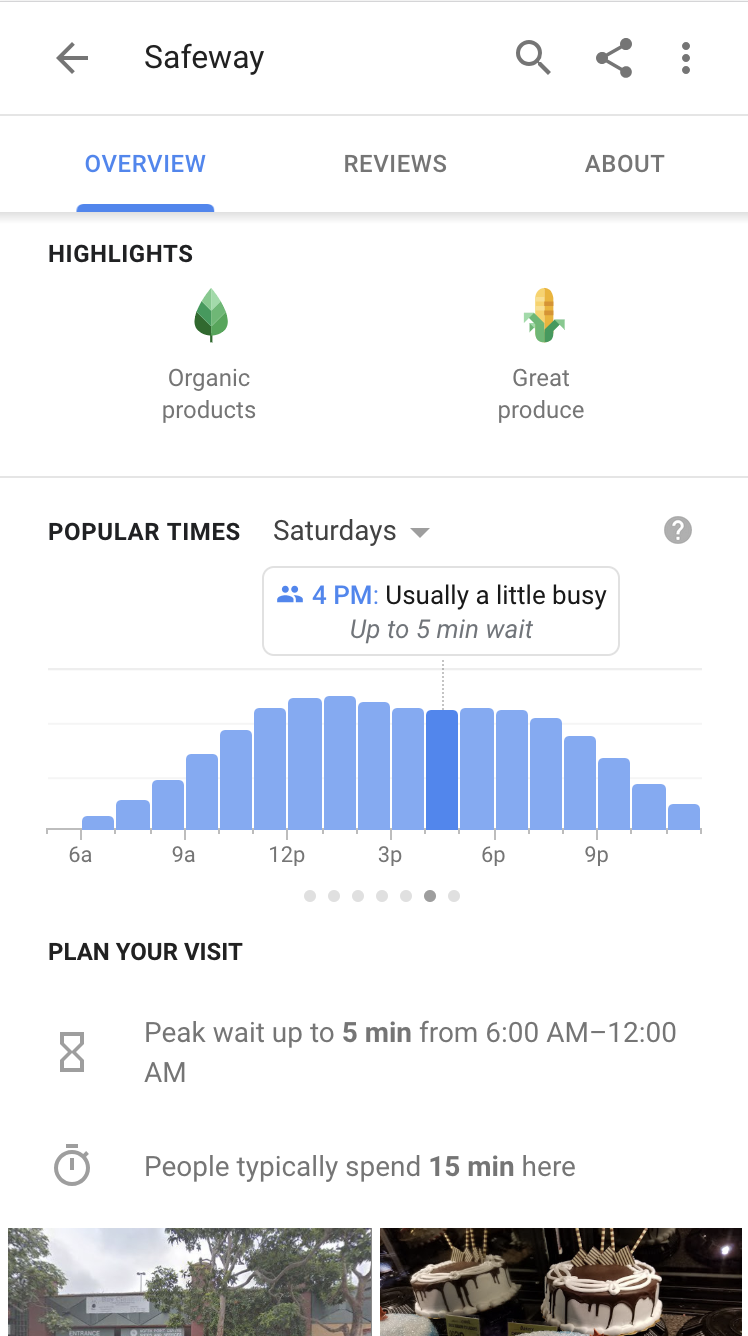 Safeway
OVERVIEW REVIEWS ABOUT
HIGHLIGHTS
Organic
products
Great
produce
POPULAR TIMES Saturdays
?
4 PM: Usually a little busy
Up to 5 min wait
6a 9a 12p 3p 6p 9p
PLAN YOUR VISIT
Peak wait up to 5 min from 6:00 AM–12:00
AM
People typically spend 15 min here
ENTRANCE